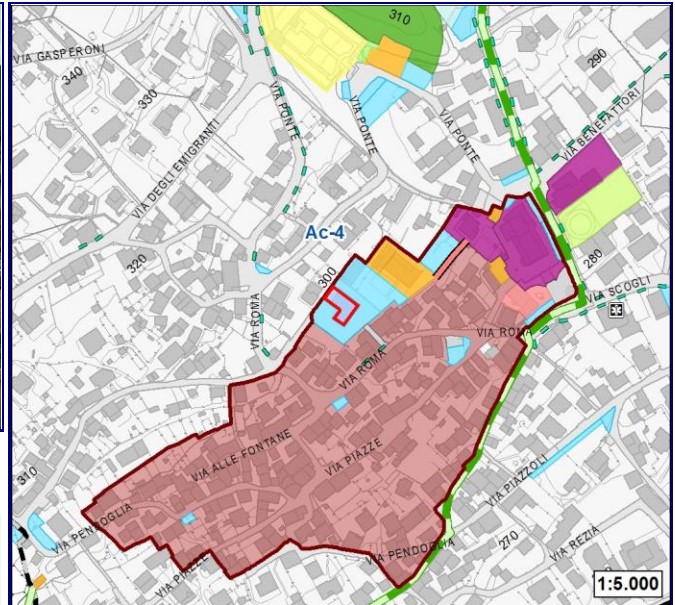 310
VIA GASPERONI
340
330
VIA PONTE
VIA PONTE
VIA PONTE
290
VIA BENEFATTORI
VIA DEGLI EMIGRANTI
Ac-4
320
300
280
VIA SCOGLI
VIA ROMA
VIA ROMA
VIA ROMA
VIA ALLE FONTANE
VIA PIAZZE
310
VIA PIAZZOLI
VIA PENDOGLIA
VIA PENDOGLIA
270
VIA REZIA
VIA PIAZZE
1:5.000